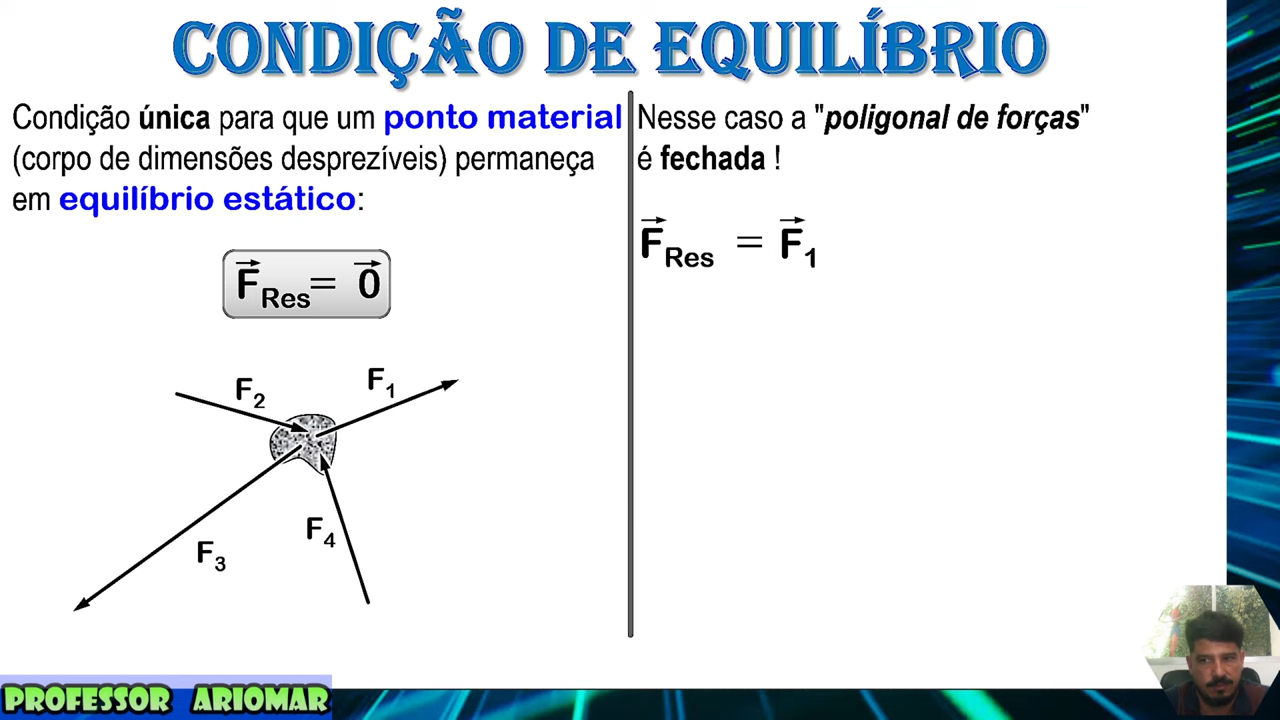 CONDIÇÃO DE EQUILÍBRIO
Condição única para que um ponto material
(corpo de dimensões desprezíveis) permaneça
em equilíbrio estático:
F⃗Res = 0⃗
F2
F1
F4
F3
Nesse caso a "poligonal de forças"
é fechada !
F⃗Res = F⃗1
PROFESSOR ARIOMAR